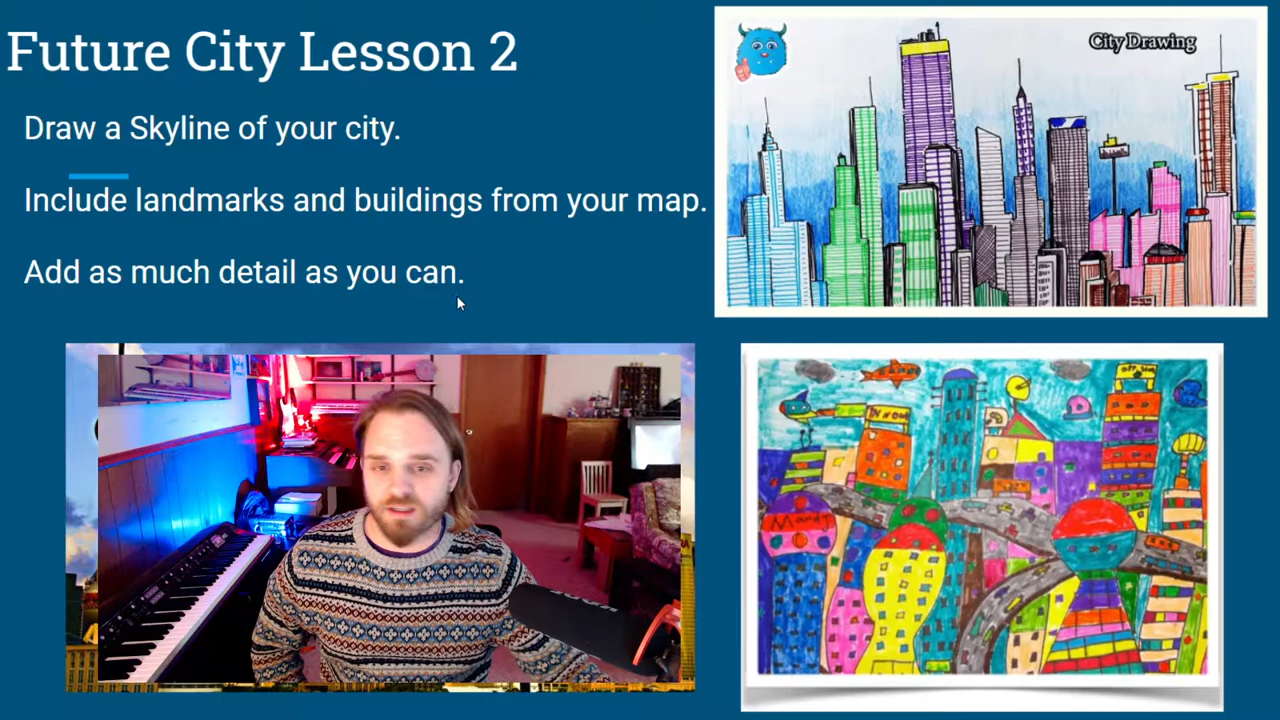 Future City Lesson 2
Draw a Skyline of your city.
Include landmarks and buildings from your map.
Add as much detail as you can.
City Drawing
Mandy